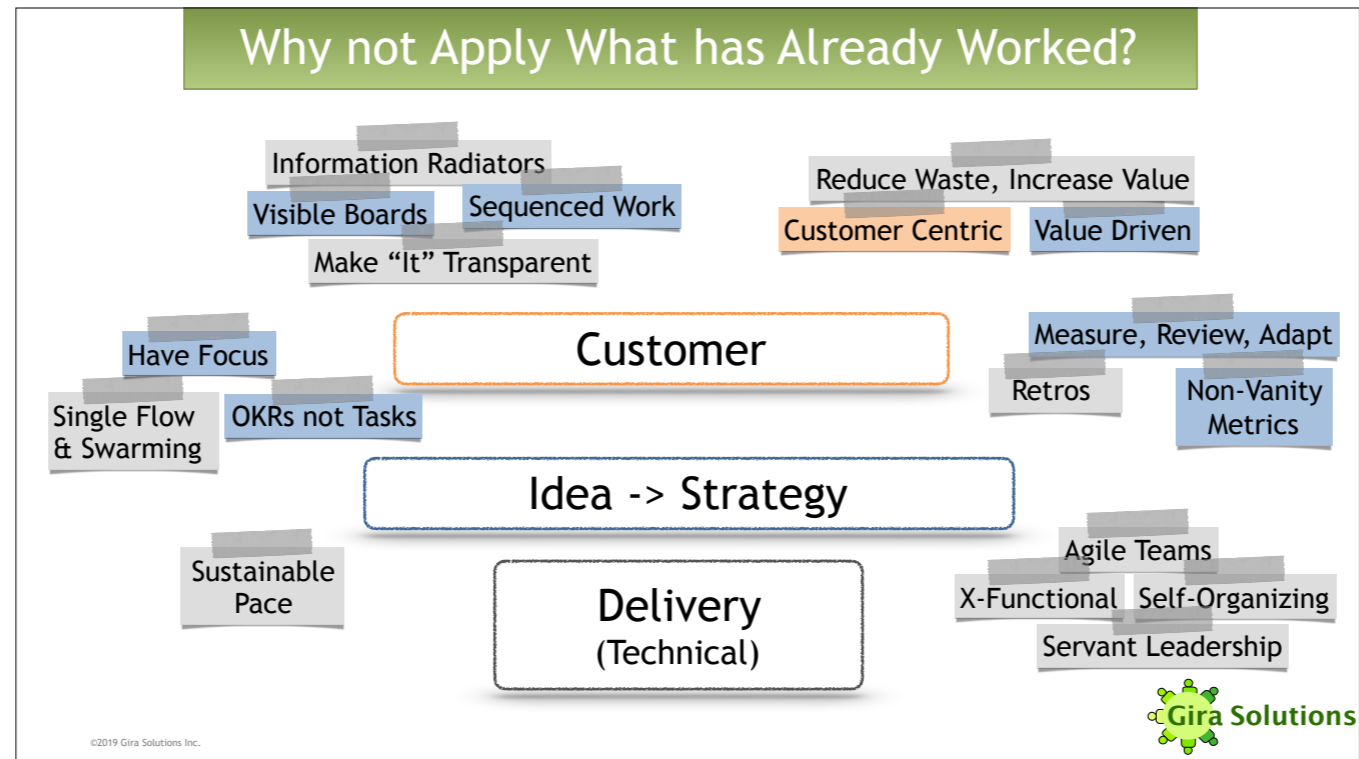 Why not Apply What has Already Worked?
Information Radiators
Visible Boards
Sequenced Work
Make “It” Transparent
Reduce Waste, Increase Value
Customer Centric
Value Driven
Have Focus
Single Flow
& Swarming
OKRs not Tasks
Customer
Measure, Review, Adapt
Retros
Non-Vanity
Metrics
Idea -> Strategy
Sustainable
Pace
Delivery
(Technical)
Agile Teams
X-Functional
Self-Organizing
Servant Leadership
Gira Solutions
©2019 Gira Solutions Inc.